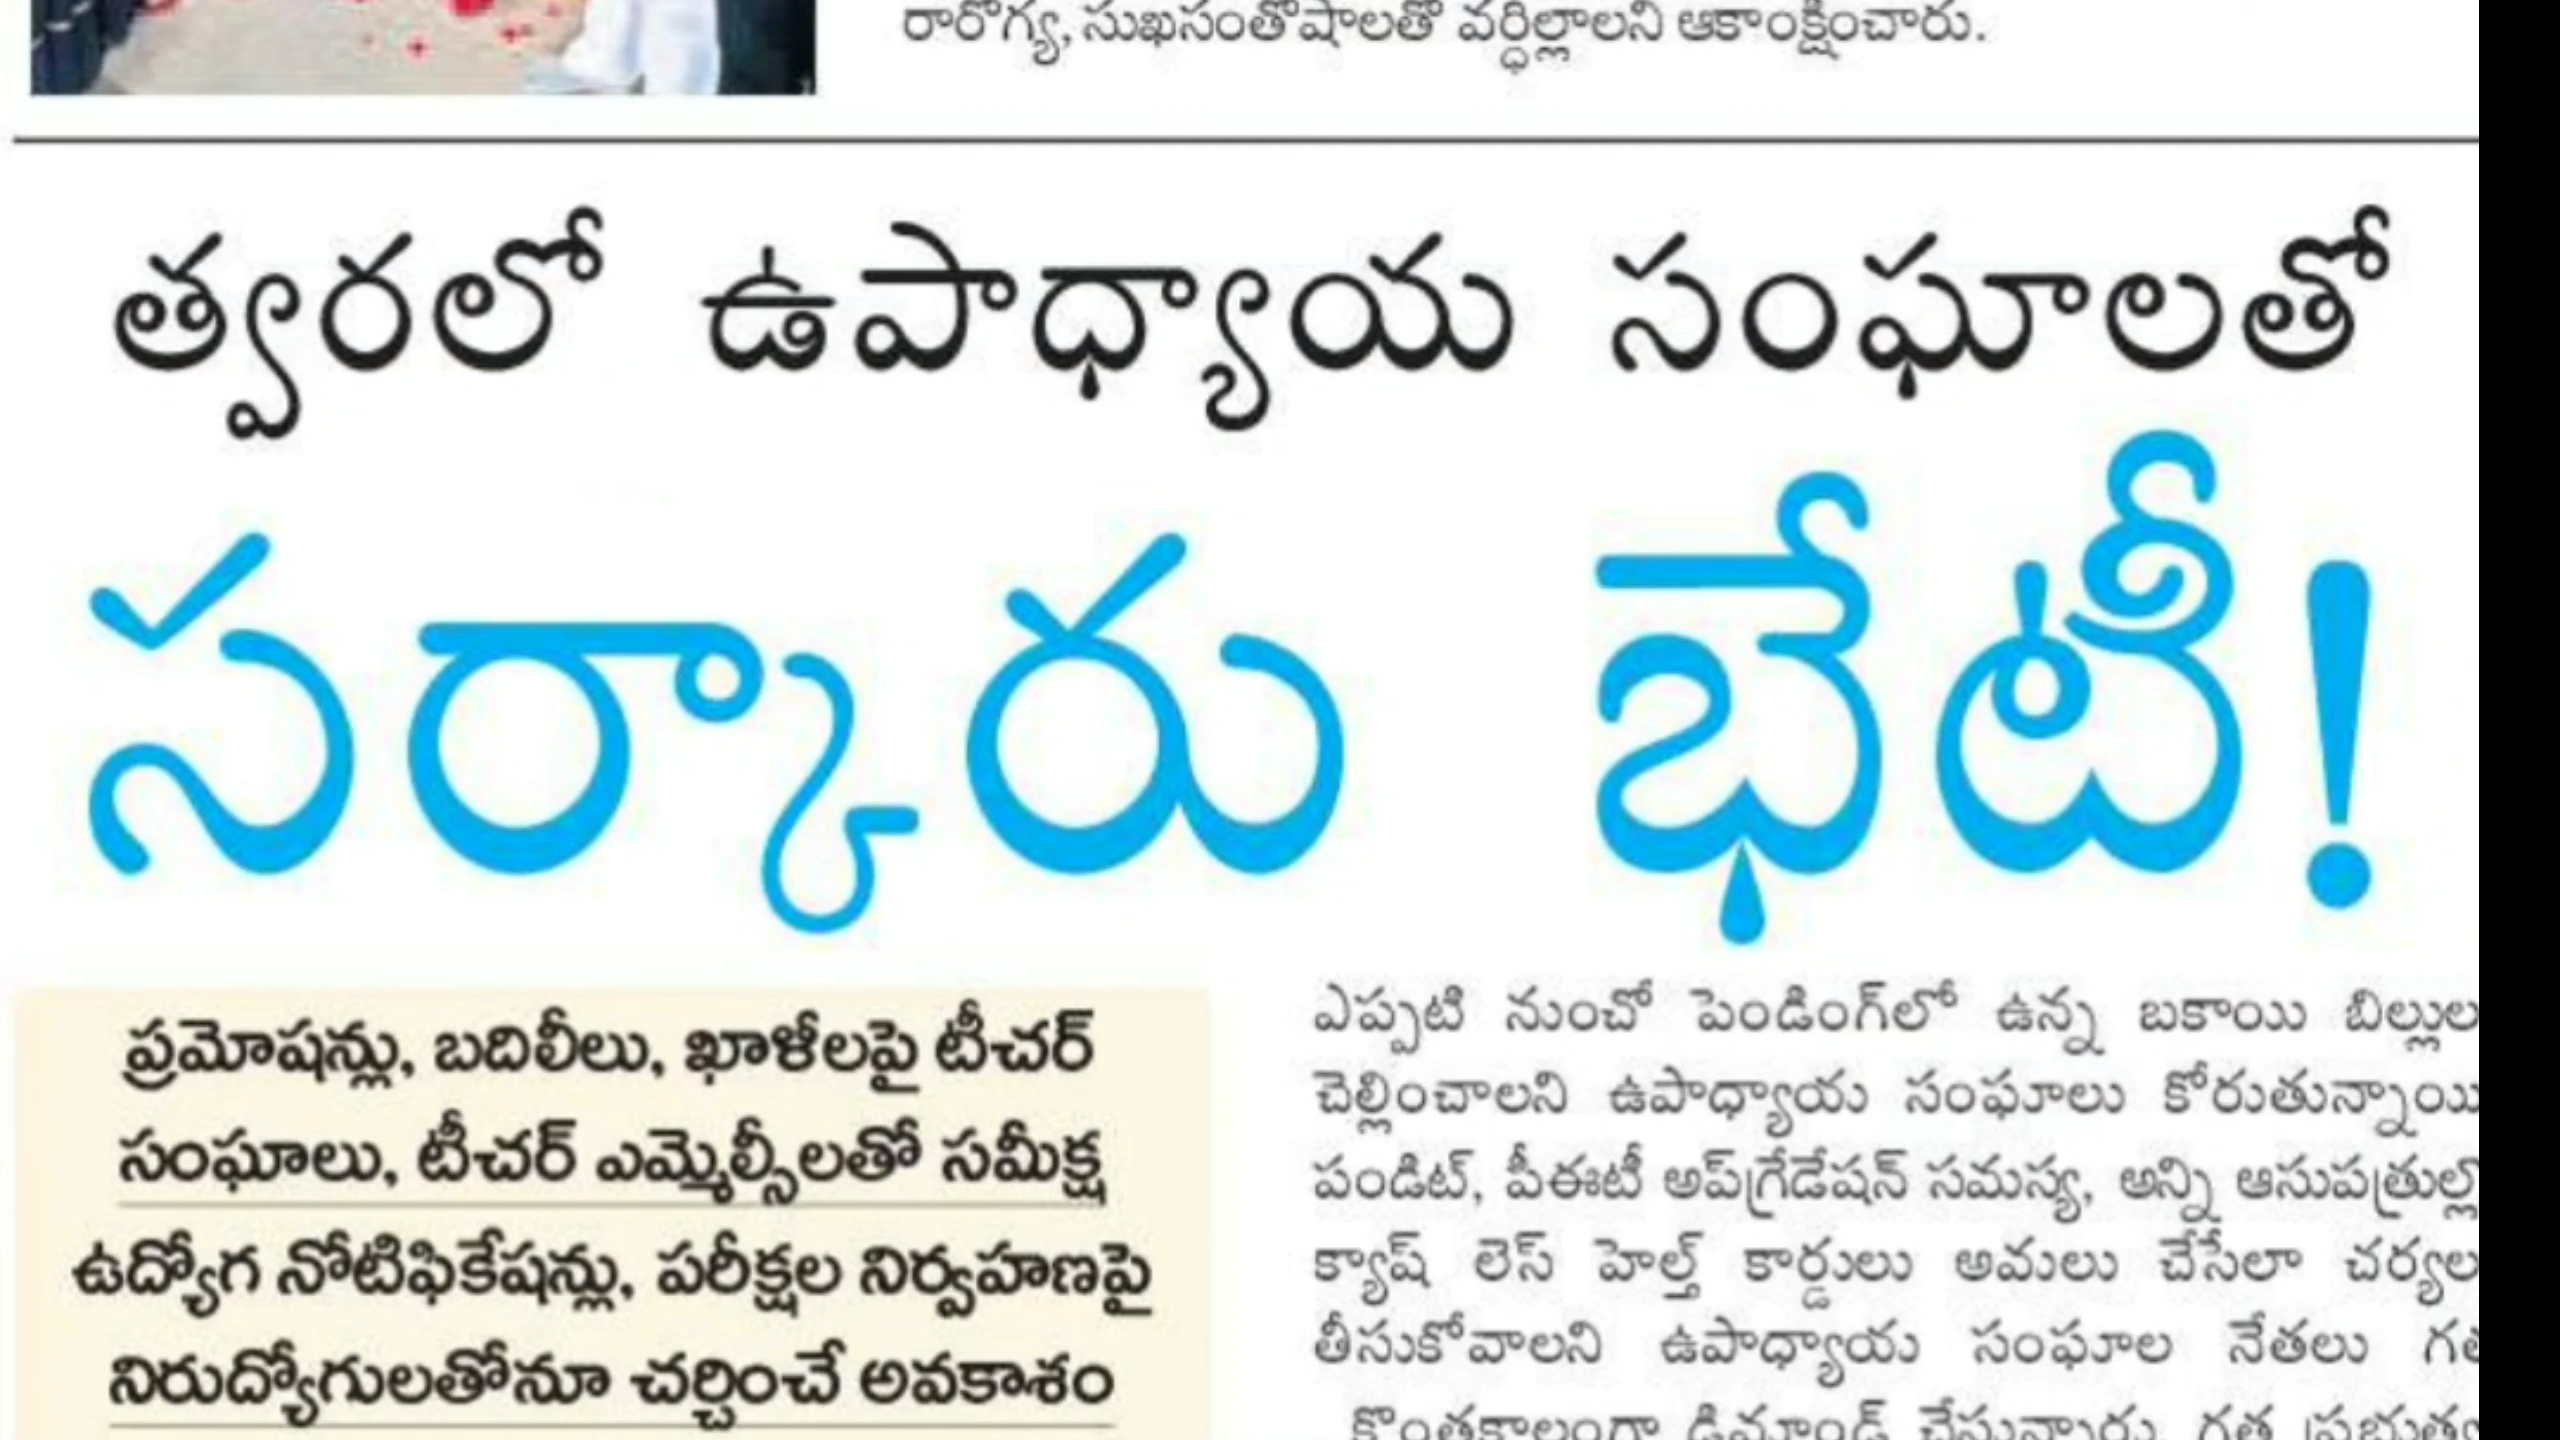 రారోగ్య, సుఖసంతోషాలతో వర్ధిల్లాలని ఆకాంక్షించారు.
త్వరలో ఉపాధ్యాయ సంఘాలతో
సర్కారు భేటీ!
ప్రమోషన్లు, బదిలీలు, ఖాళీలపై టీచర్
సంఘాలు, టీచర్ ఎమ్మెల్సీలతో సమీక్ష
ఉద్యోగ నోటిఫికేషన్లు, పరీక్షల నిర్వహణపై
నిరుద్యోగులతోనూ చర్చించే అవకాశం
ఎప్పటి నుంచో పెండింగ్‌లో ఉన్న బకాయి బిల్లుల
చెల్లించాలని ఉపాధ్యాయ సంఘాలు కోరుతున్నాయి
పండిట్, పీఈటీ అప్‌గ్రేడేషన్ సమస్య, అన్ని ఆసుపత్రుల్లో
క్యాష్ లెస్ హెల్త్ కార్డులు అమలు చేసేలా చర్యల
తీసుకోవాలని ఉపాధ్యాయ సంఘాల నేతలు
కొంతకాలంగా డిమాండ్ చేస్తున్నారు. గత ప్రభుత్వ